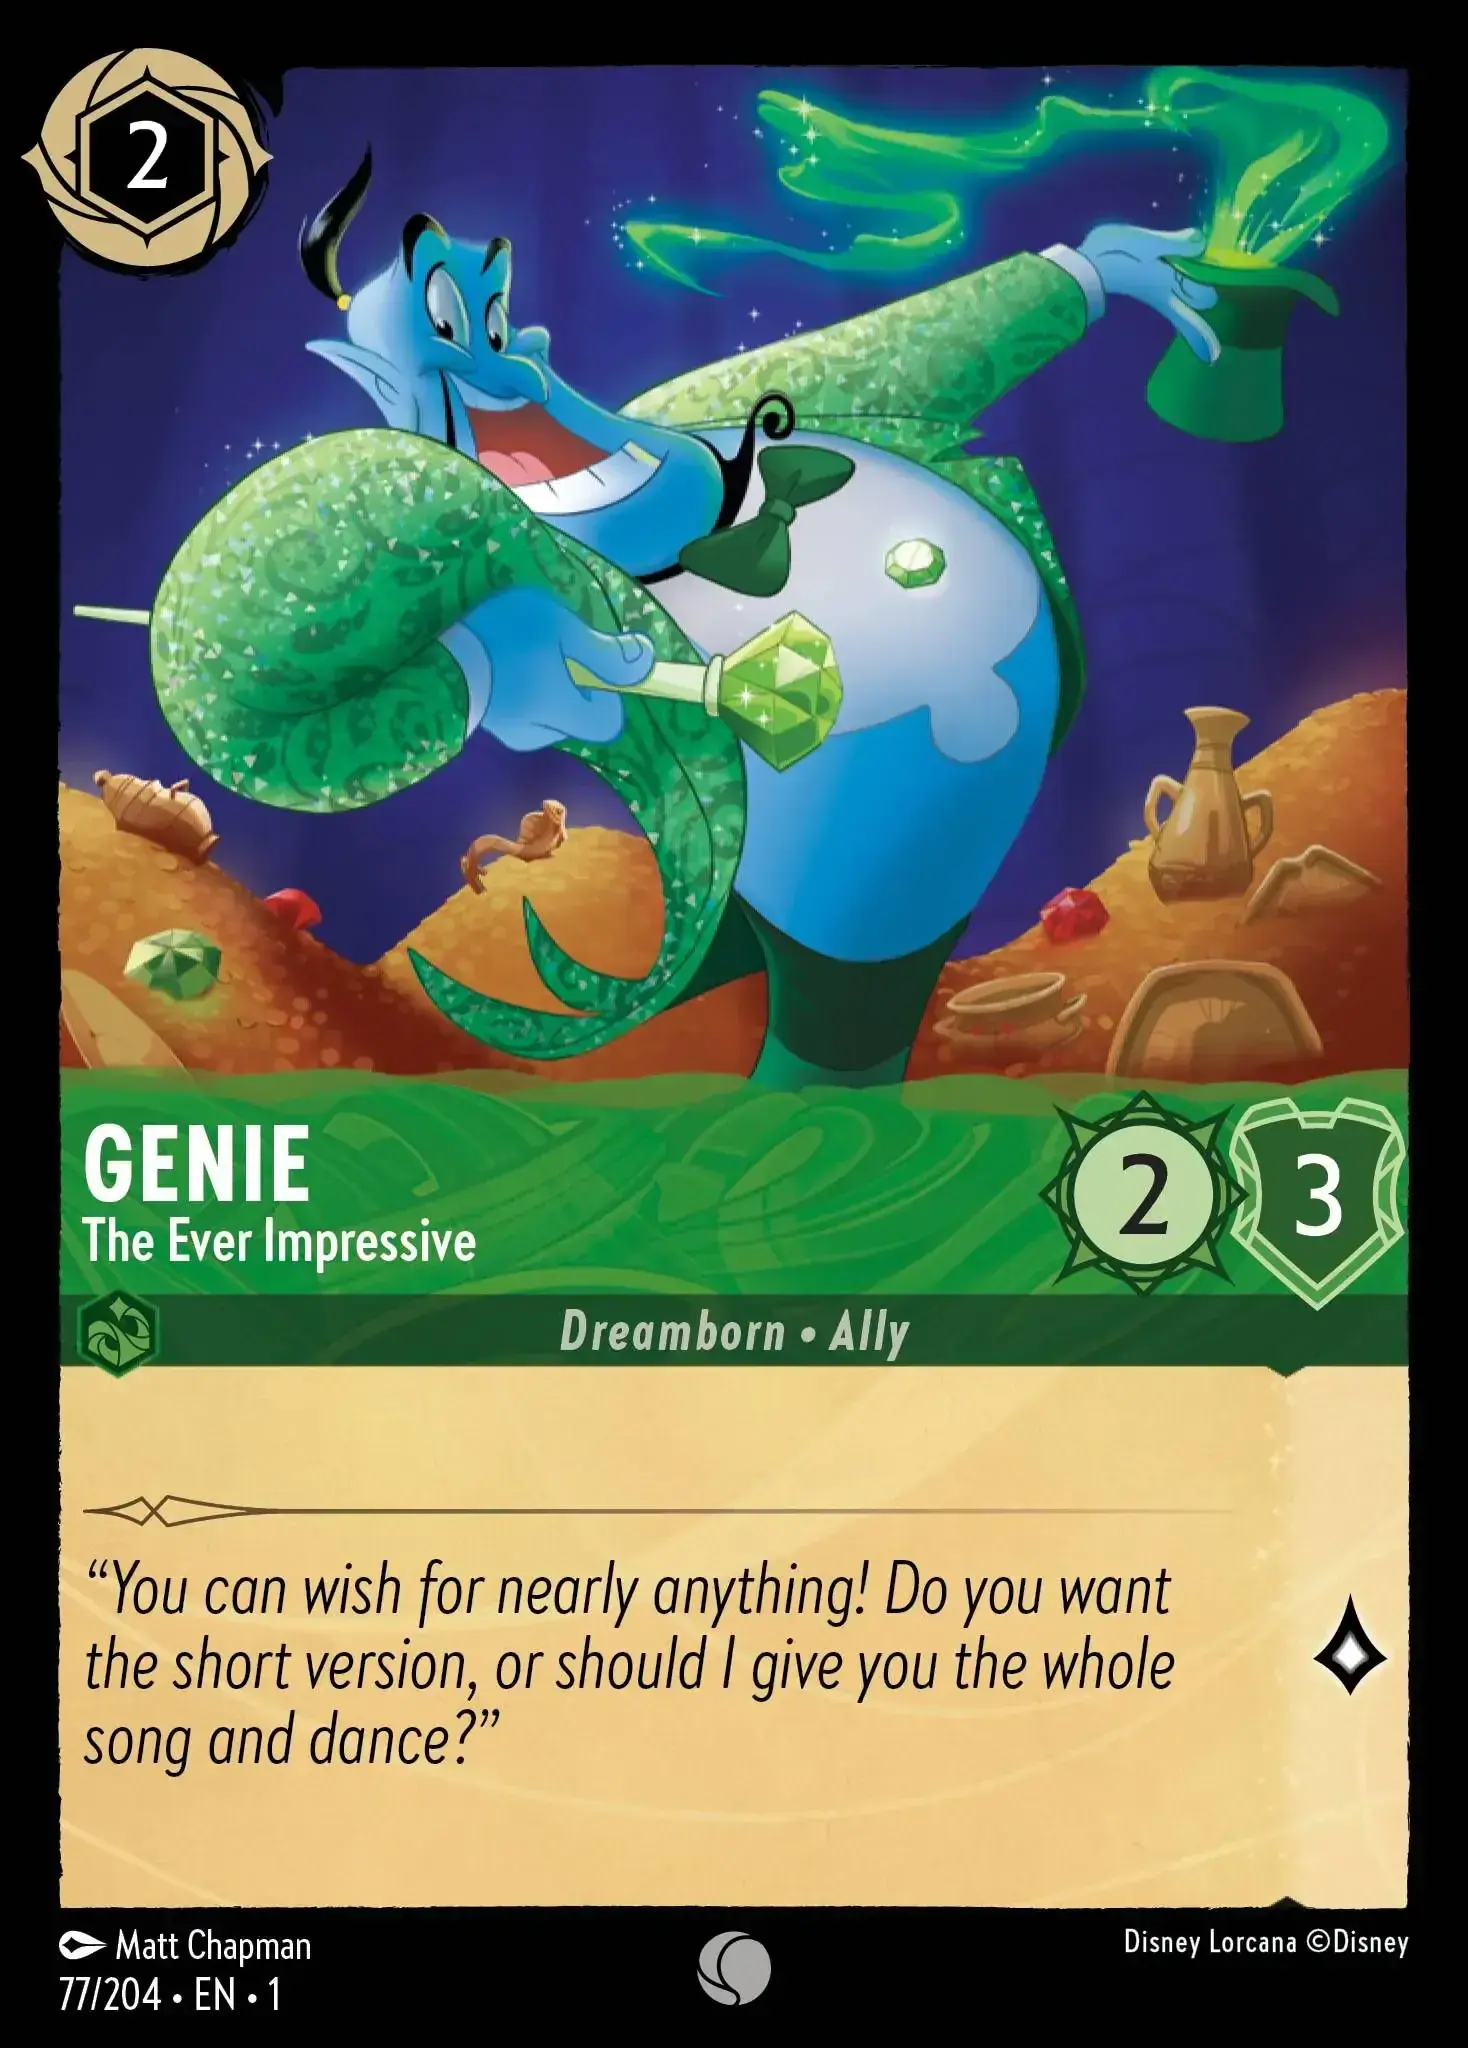 2
GENIE
The Ever Impressive
2
3
Dreamborn • Ally
“You can wish for nearly anything! Do you want
the short version, or should I give you the whole
song and dance?”
Matt Chapman
77/204 • EN • 1
Disney Lorcana ©Disney